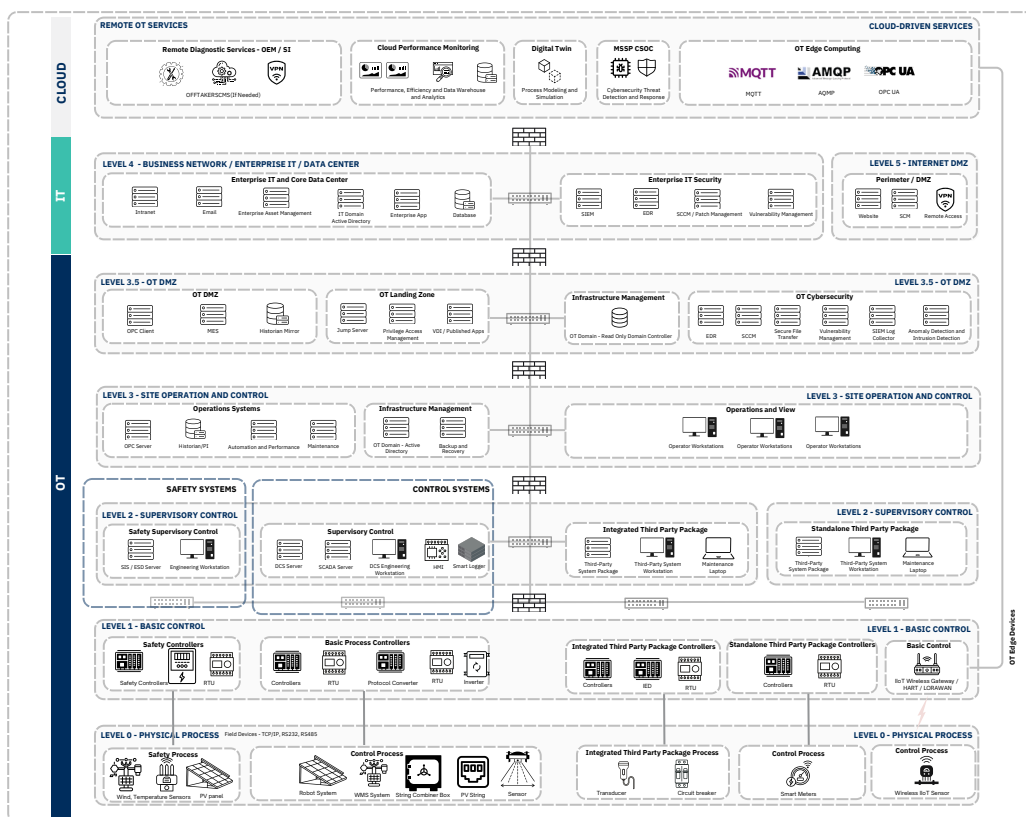 REMOTE OT SERVICES
CLOUD-DRIVEN SERVICES
CLOUD
Remote Diagnostic Services - OEM / SI
VPN
OFFTAKERSCMS(If Needed)
Cloud Performance Monitoring
Performance, Efficiency and Data Warehouse
and Analytics
Digital Twin
Process Modeling and
Simulation
MSSP CSOC
Cybersecurity Threat
Detection and Response
OT Edge Computing
MQTT
AMQP
OPC UA
MQTT
AQMP
OPC UA
IT
LEVEL 4 - BUSINESS NETWORK / ENTERPRISE IT / DATA CENTER
Enterprise IT and Core Data Center
Intranet
Email
Enterprise Asset Management
IT Domain
Active Directory
Enterprise App
Database
Enterprise IT Security
SIEM
EDR
SCCM / Patch Management
Vulnerability Management
LEVEL 5 - INTERNET DMZ
Perimeter / DMZ
VPN
Website
SCM
Remote Access
OT
LEVEL 3.5 - OT DMZ
LEVEL 3.5 - OT DMZ
OT DMZ
OPC Client
MES
Historian Mirror
OT Landing Zone
Jump Server
Privilege Access
Management
VDI / Published Apps
Infrastructure Management
OT Domain - Read Only Domain Controller
OT Cybersecurity
EDR
SCCM
Secure File
Transfer
Vulnerability
Management
SIEM Log
Collector
Anomaly Detection and
Intrusion Detection
LEVEL 3 - SITE OPERATION AND CONTROL
LEVEL 3 - SITE OPERATION AND CONTROL
Operations Systems
OPC Server
Historian/PI
Automation and Performance
Maintenance
Infrastructure Management
OT Domain - Active
Directory
Backup and
Recovery
Operations and View
Operator Workstations
Operator Workstations
Operator Workstations
SAFETY SYSTEMS
CONTROL SYSTEMS
LEVEL 2 - SUPERVISORY CONTROL
LEVEL 2 - SUPERVISORY CONTROL
Safety Supervisory Control
SIS / ESD Server
Engineering Workstation
Supervisory Control
DCS Server
SCADA Server
DCS Engineering
Workstation
HMI
Smart Logger
Integrated Third Party Package
Third-Party
System Package
Third-Party System
Workstation
Maintenance
Laptop
Standalone Third Party Package
Third-Party
System Package
Third-Party System
Workstation
Maintenance
Laptop
LEVEL 1 - BASIC CONTROL
LEVEL 1 - BASIC CONTROL
Safety Controllers
Safety Controllers
RTU
Basic Process Controllers
Controllers
RTU
Protocol Converter
RTU
Inverter
Integrated Third Party Package Controllers
Controllers
IED
RTU
Standalone Third Party Package Controllers
Controllers
RTU
Basic Control
IIoT Wireless Gateway /
HART / LORAWAN
OT Edge Devices
LEVEL 0 - PHYSICAL PROCESS
Field Devices - TCP/IP, RS232, RS485
LEVEL 0 - PHYSICAL PROCESS
Safety Process
Wind, Temperature Sensors
PV panel
Control Process
Robot System
WMS System
String Combiner Box
PV String
Sensor
Integrated Third Party Package Process
Transducer
Circuit breaker
Control Process
Smart Meters
Control Process
Wireless IIoT Sensor